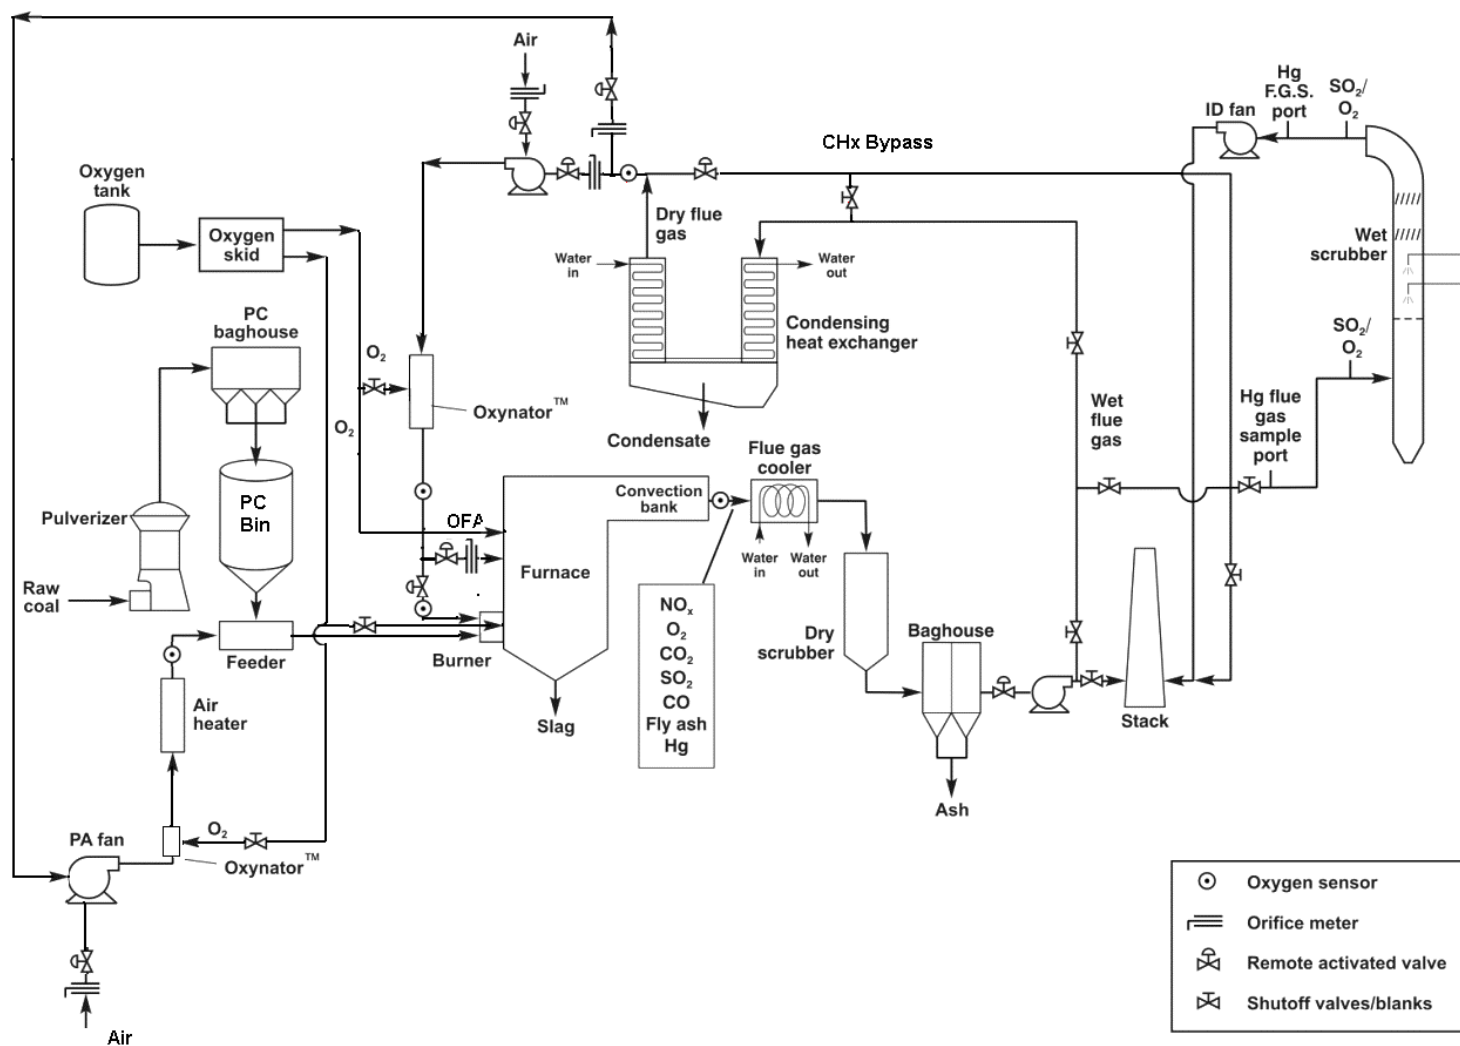 Air
Hg
F.G.S.
port
SO2/
O2
ID fan
CHx Bypass
Oxygen
tank
Oxygen
skid
Dry flue
gas
Water
in
Water
out
Wet
scrubber
PC
baghouse
Condensing
heat exchanger
SO2/
O2
O2
Oxynator™
O2
Condensate
Wet
flue
gas
Hg flue
gas
sample
port
Flue gas
cooler
Convection
bank
PC
Bin
Pulverizer
OFA
Water
in
Water
out
Furnace
Raw
coal
NOx
O2
CO2
SO2
CO
Fly ash
Hg
Dry
scrubber
Baghouse
Feeder
Burner
Air
heater
Slag
Stack
Ash
PA fan
O2
Oxynator™
Air
Oxygen sensor
Orifice meter
Remote activated valve
Shutoff valves/blanks